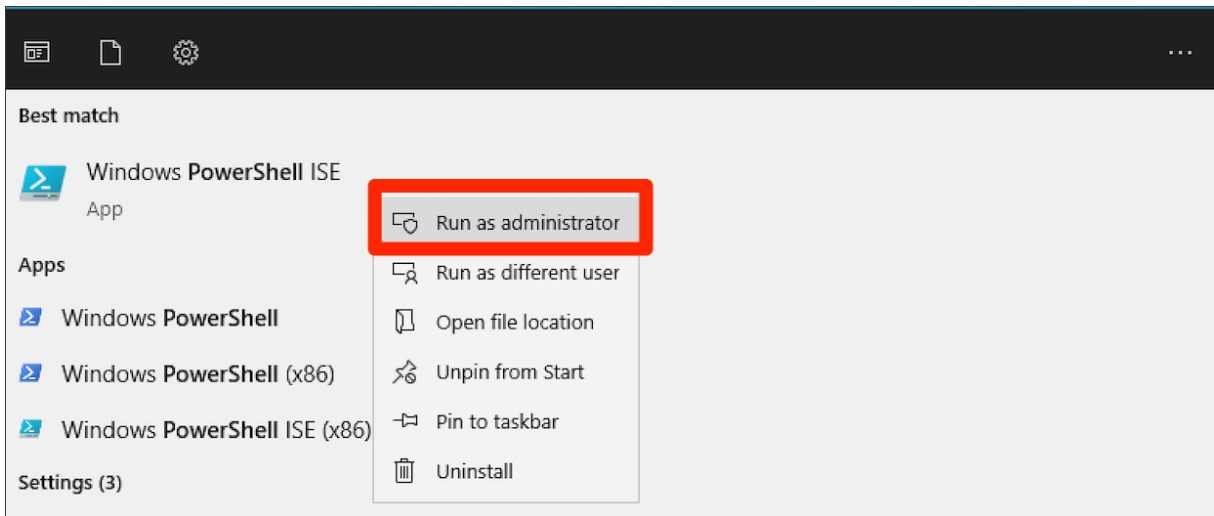 Best match
Windows PowerShell ISE
App
Run as administrator
Apps
Run as different user
Windows PowerShell
Open file location
Windows PowerShell (x86)
Unpin from Start
Windows PowerShell ISE (x86)
Pin to taskbar
Settings (3)
Uninstall